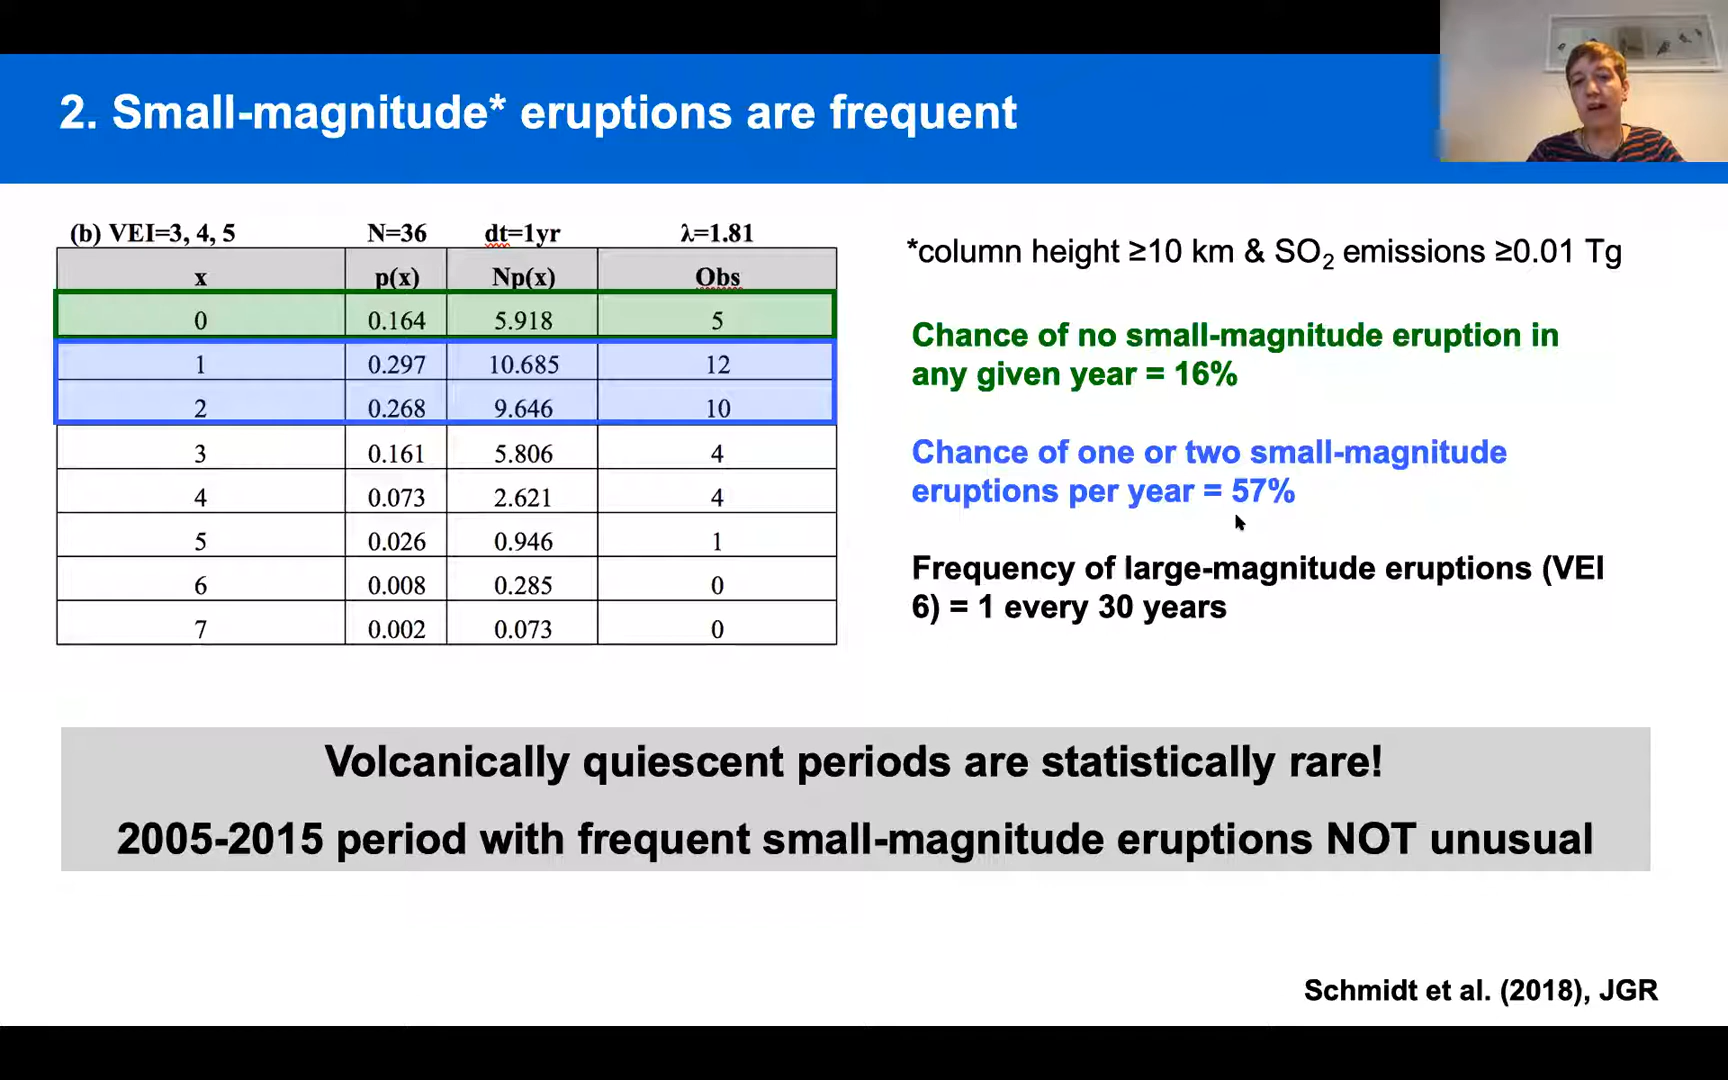 2. Small-magnitude* eruptions are frequent
(b) VEI=3, 4, 5 N=36 dt=1yr λ=1.81
x p(x) Np(x) Obs
0 0.164 5.918 5
1 0.297 10.685 12
2 0.268 9.646 10
3 0.161 5.806 4
4 0.073 2.621 4
5 0.026 0.946 1
6 0.008 0.285 0
7 0.002 0.073 0
*column height ≥10 km & SO₂ emissions ≥0.01 Tg
Chance of no small-magnitude eruption in
any given year = 16%
Chance of one or two small-magnitude
eruptions per year = 57%
Frequency of large-magnitude eruptions (VEI
6) = 1 every 30 years
Volcanically quiescent periods are statistically rare!
2005-2015 period with frequent small-magnitude eruptions NOT unusual
Schmidt et al. (2018), JGR